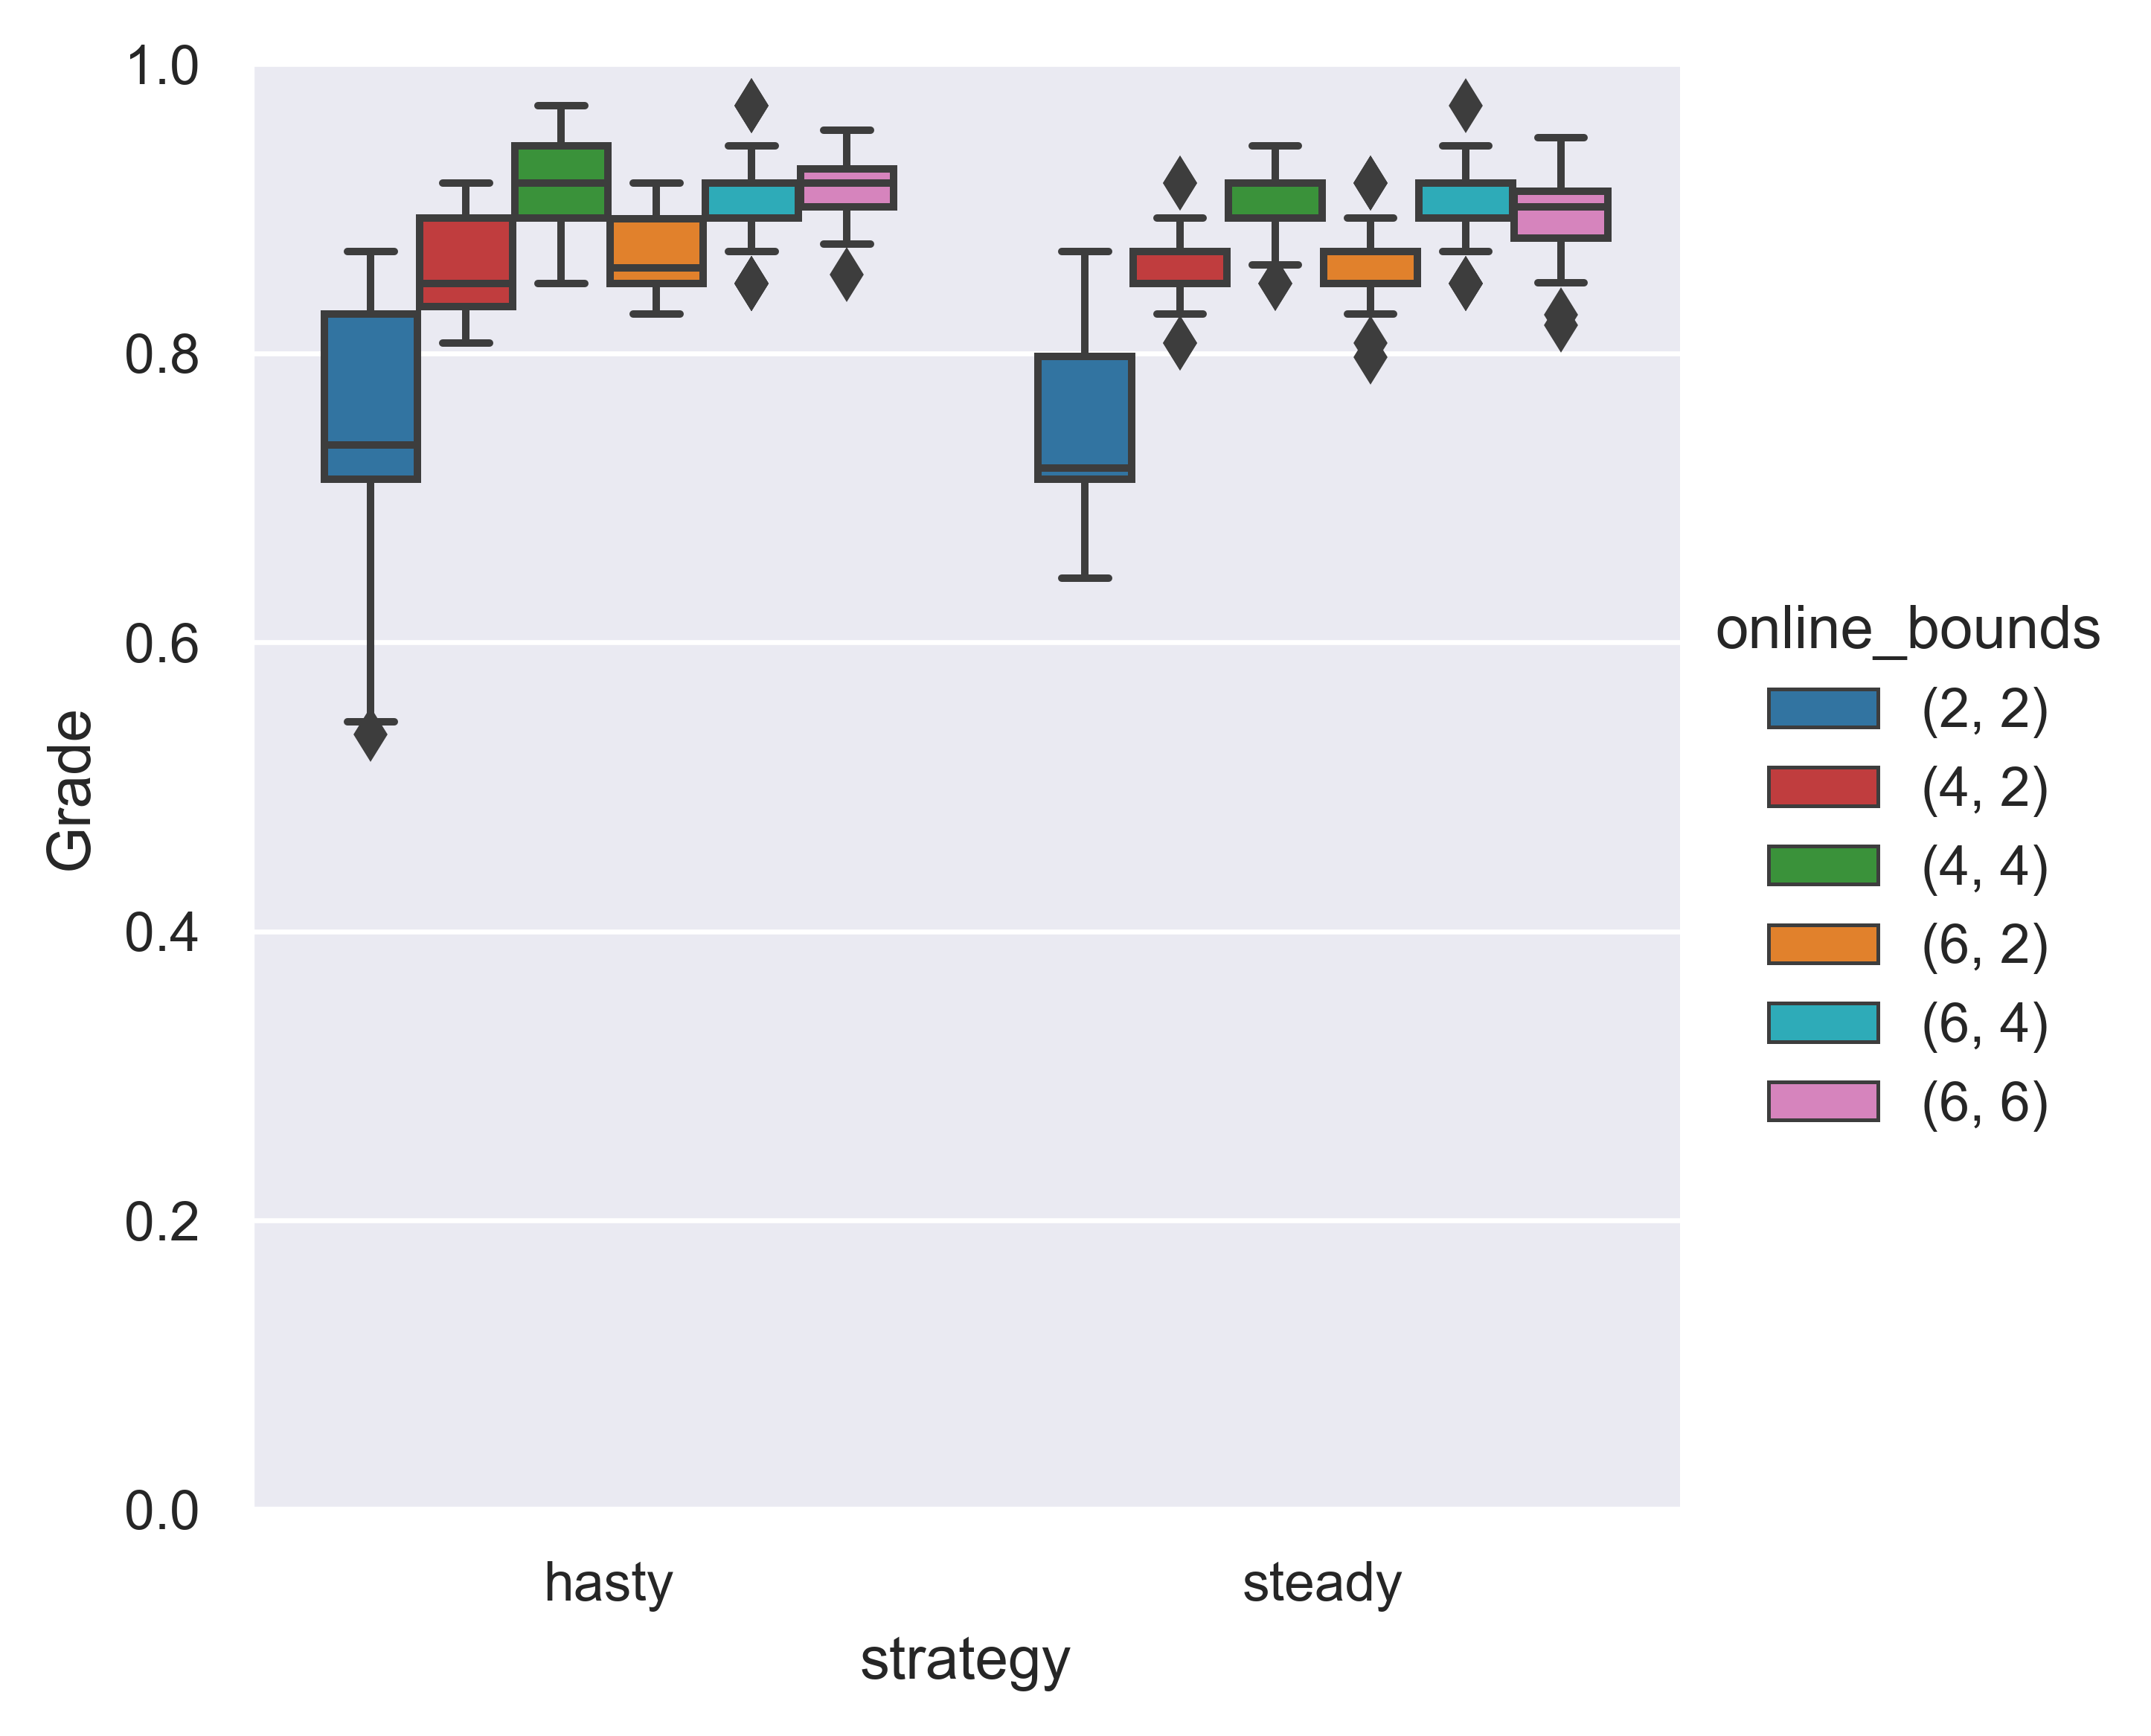 1.0
0.8
0.6
0.4
0.2
0.0
Grade
hasty
steady
strategy
online_bounds
(2, 2)
(4, 2)
(4, 4)
(6, 2)
(6, 4)
(6, 6)